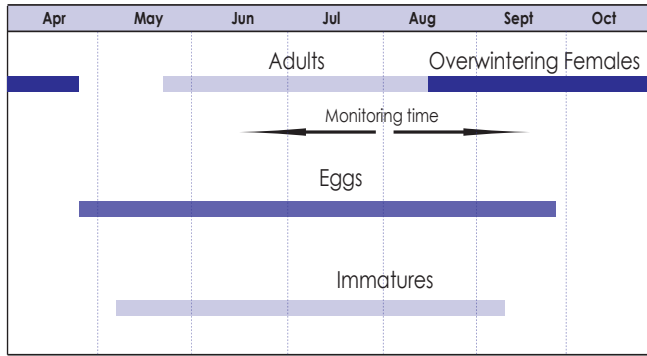 Apr May Jun Jul Aug Sept Oct
Adults Overwintering Females
Monitoring time
Eggs
Immatures